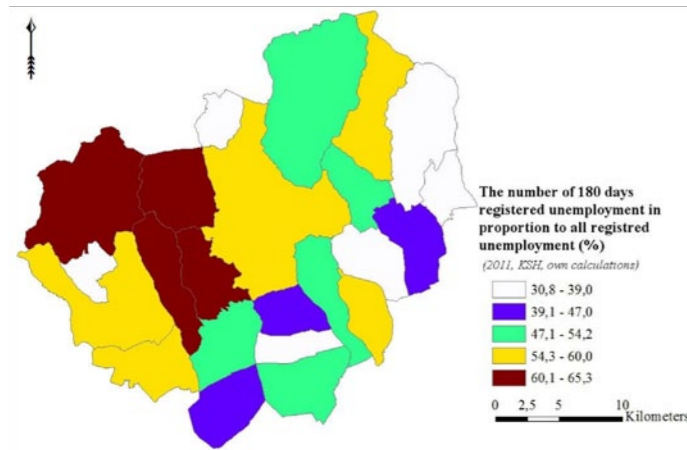 The number of 180 days
registered unemployment in
proportion to all registred
unemployment (%)
(2011, KSH, own calculations)
30,8 - 39,0
39,1 - 47,0
47,1 - 54,2
54,3 - 60,0
60,1 - 65,3
0 2,5 5 10
Kilometers